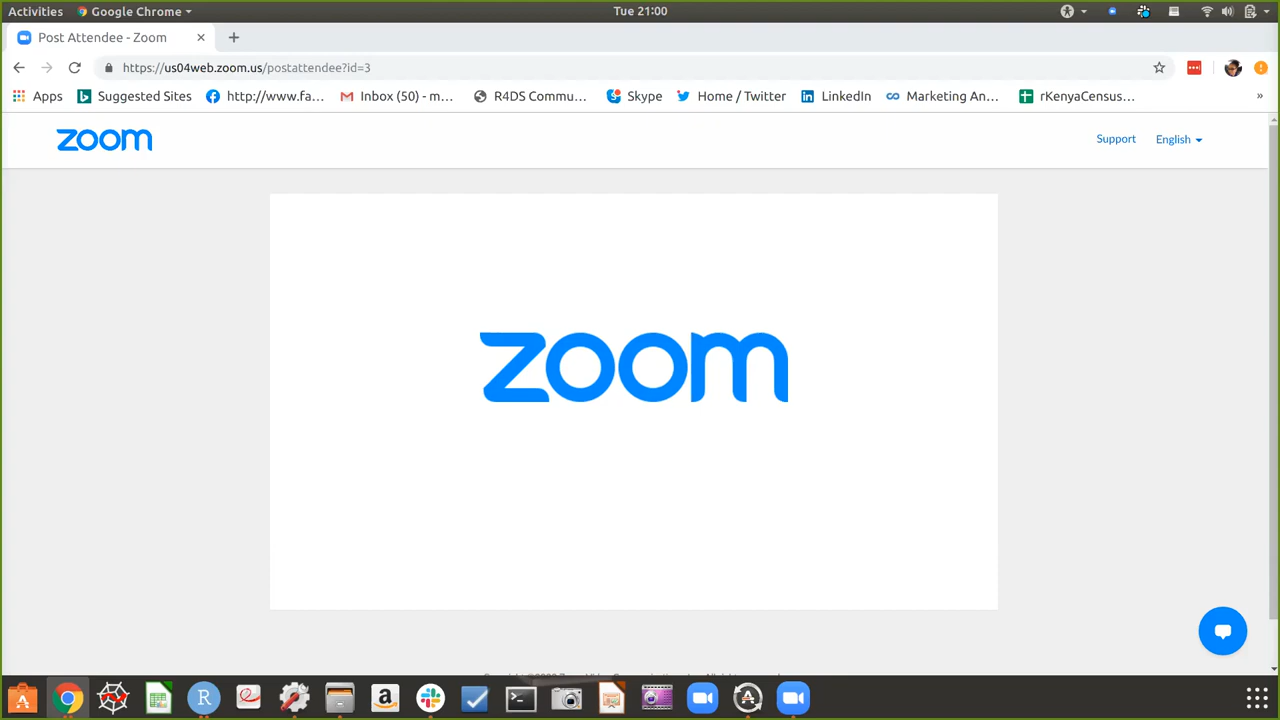 Activities Google Chrome Tue 21:00
Post Attendee - Zoom
https://us04web.zoom.us/postattendee?id=3
Apps Suggested Sites http://www.fa... Inbox (50) - m... R4DS Commu... Skype Home / Twitter LinkedIn Marketing An... rKenyaCensus... »
zoom Support English
zoom